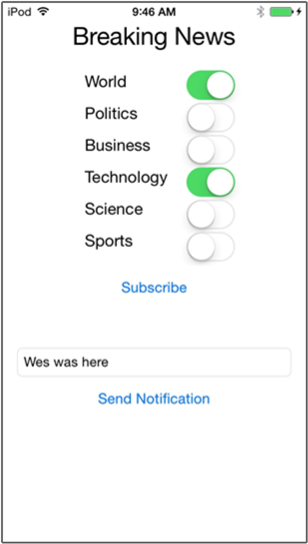 iPod 9:46 AM
Breaking News
World
Politics
Business
Technology
Science
Sports
Subscribe
Wes was here
Send Notification